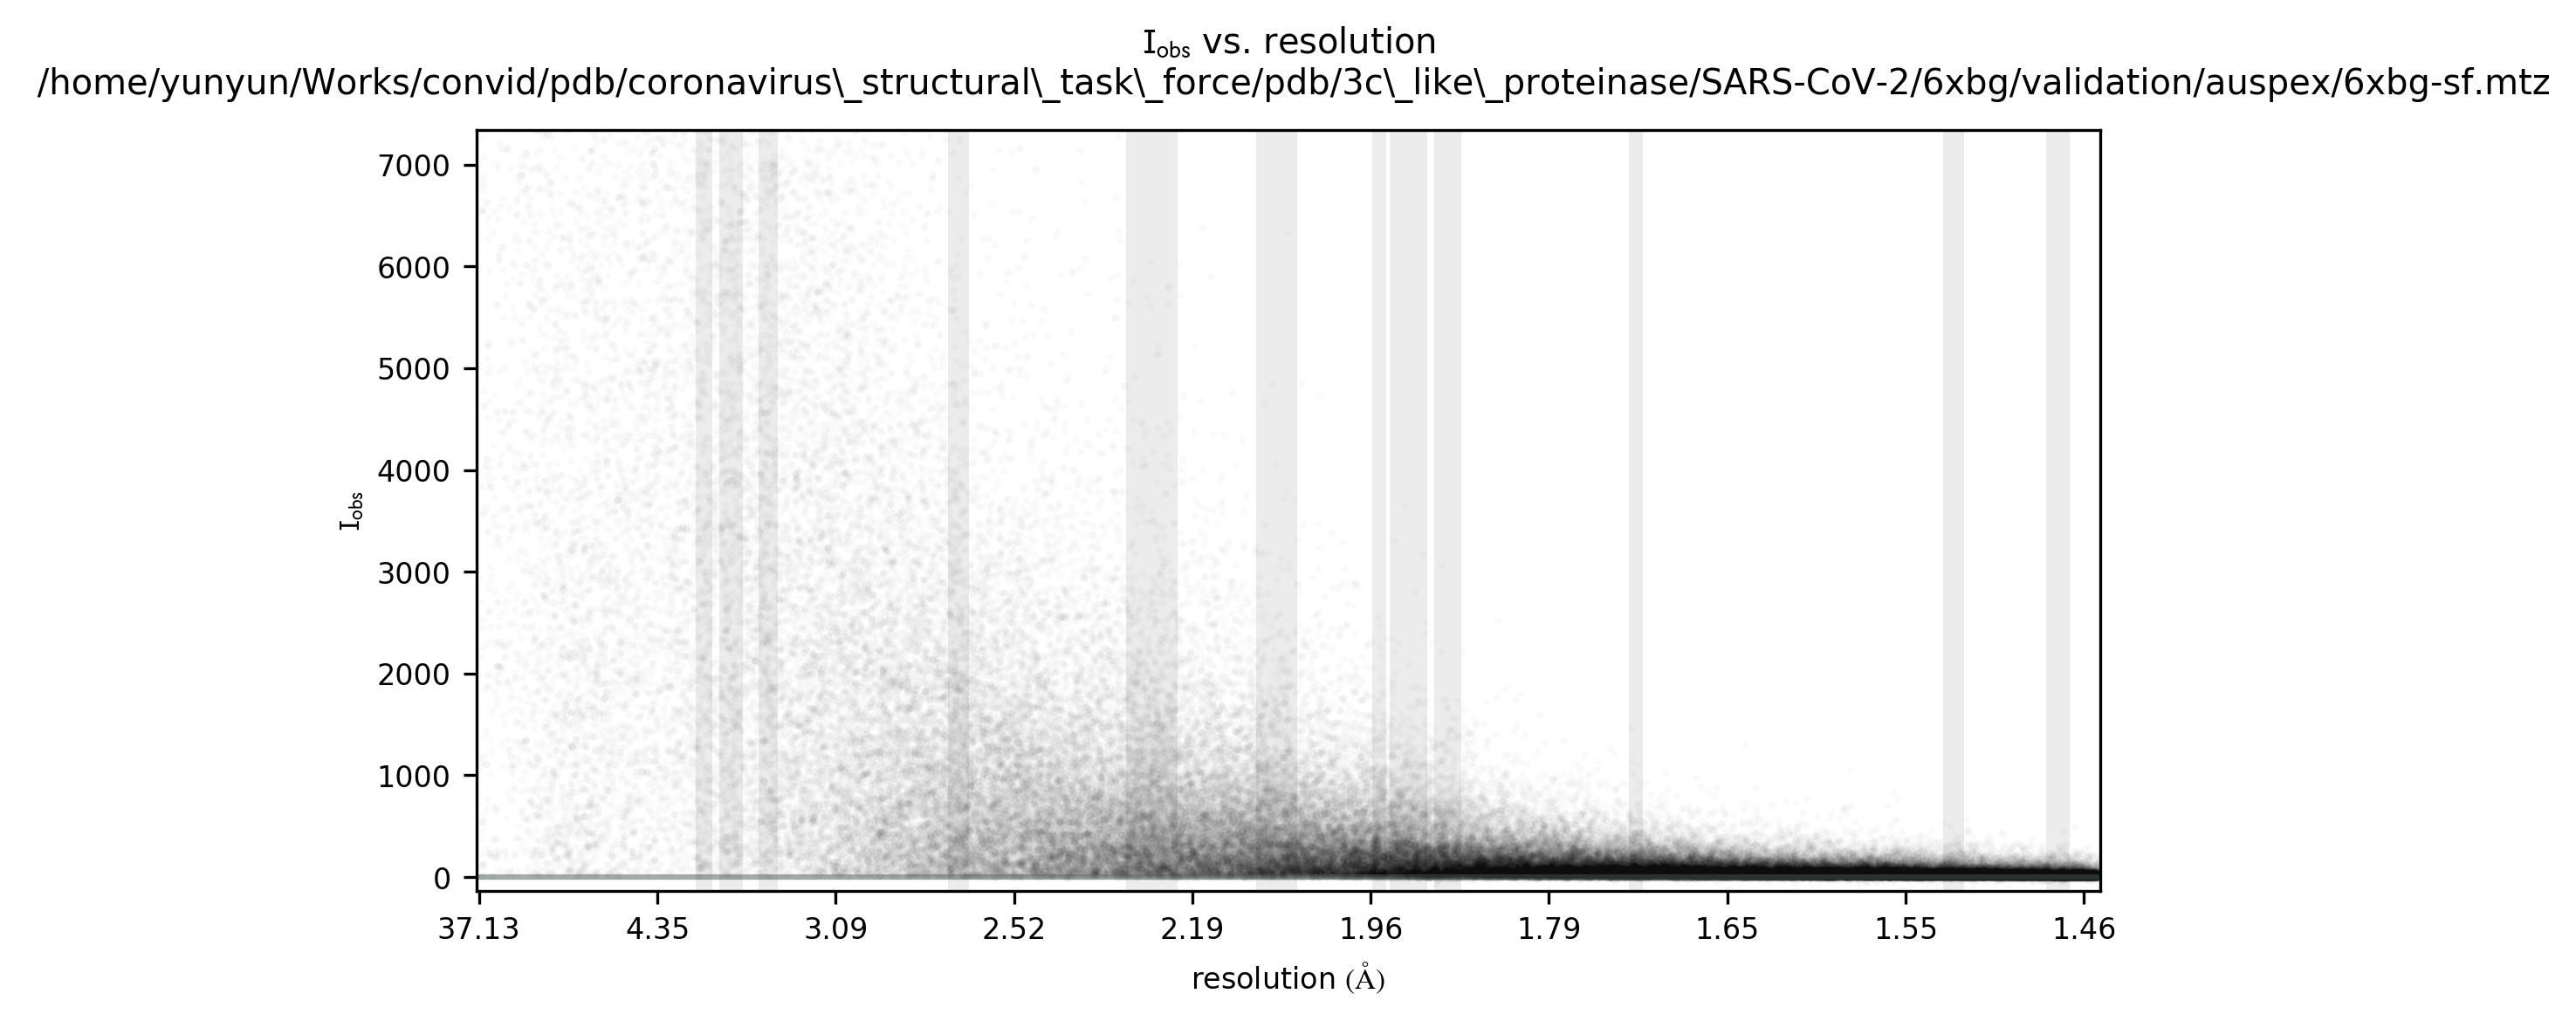 Iobs vs. resolution
/home/yunyun/Works/convid/pdb/coronavirus\_structural\_task\_force/pdb/3c\_like\_proteinase/SARS-CoV-2/6xbg/validation/auspex/6xbg-sf.mtz
7000
6000
5000
4000
3000
2000
1000
0
Iobs
37.13 4.35 3.09 2.52 2.19 1.96 1.79 1.65 1.55 1.46
resolution (Å)